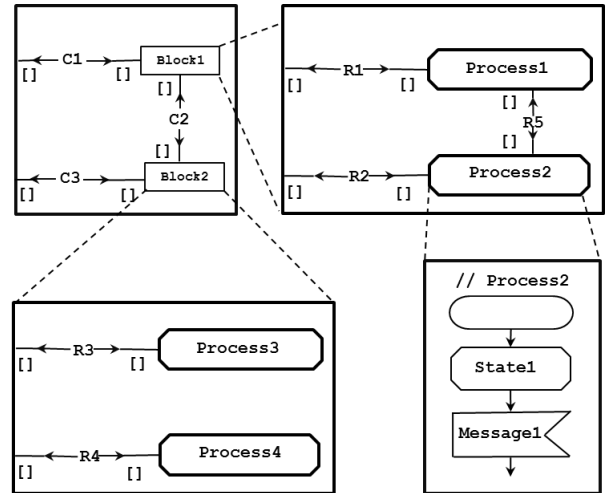 C1 Block1
[] [] []
C2
[]
C3 Block2
[] []
R1 Process1
[] [] []
R5
[]
R2 Process2
[] []
R3 Process3
[] []
R4 Process4
[] []
// Process2
State1
Message1